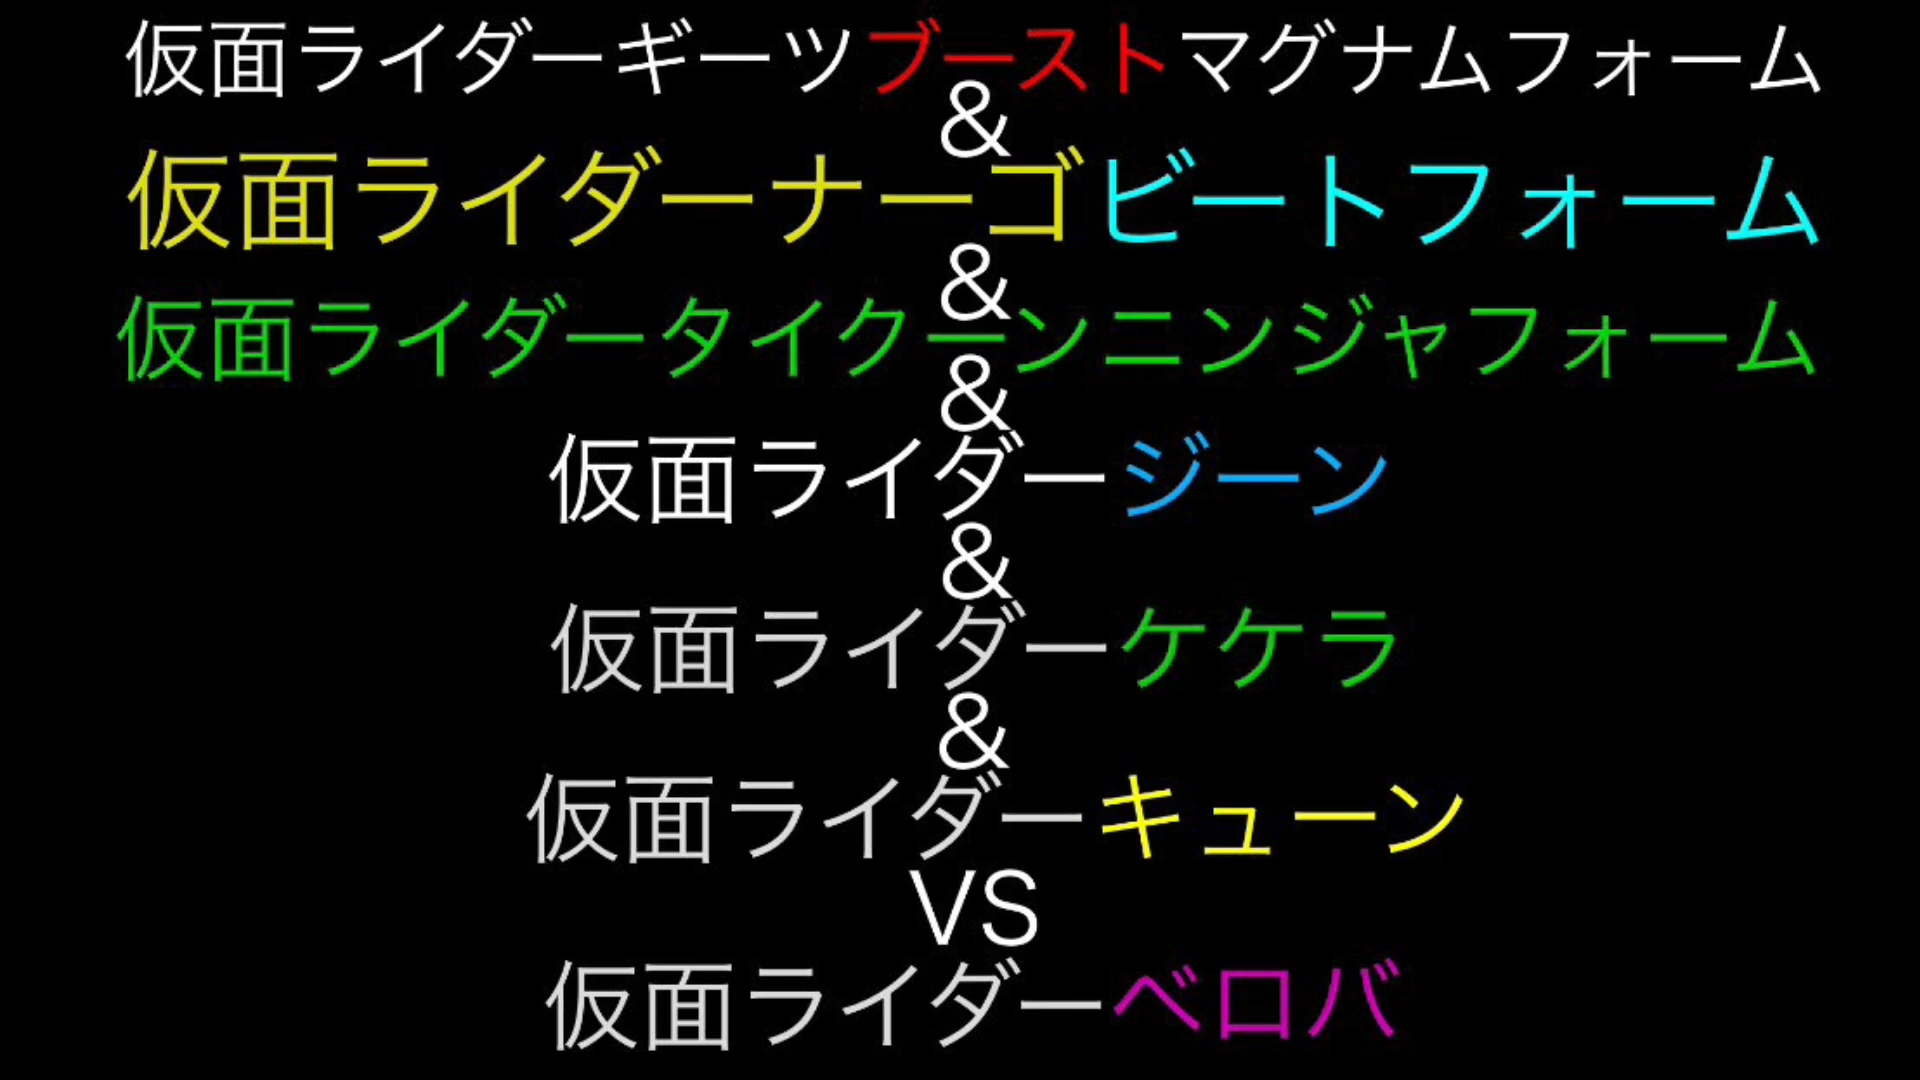 仮面ライダーギーツブーストマグナムフォーム
&
仮面ライダーナーゴビートフォーム
&
仮面ライダータイクーンニンジャフォーム
&
仮面ライダージーン
&
仮面ライダーケケラ
&
仮面ライダーキューン
VS
仮面ライダーベロバ